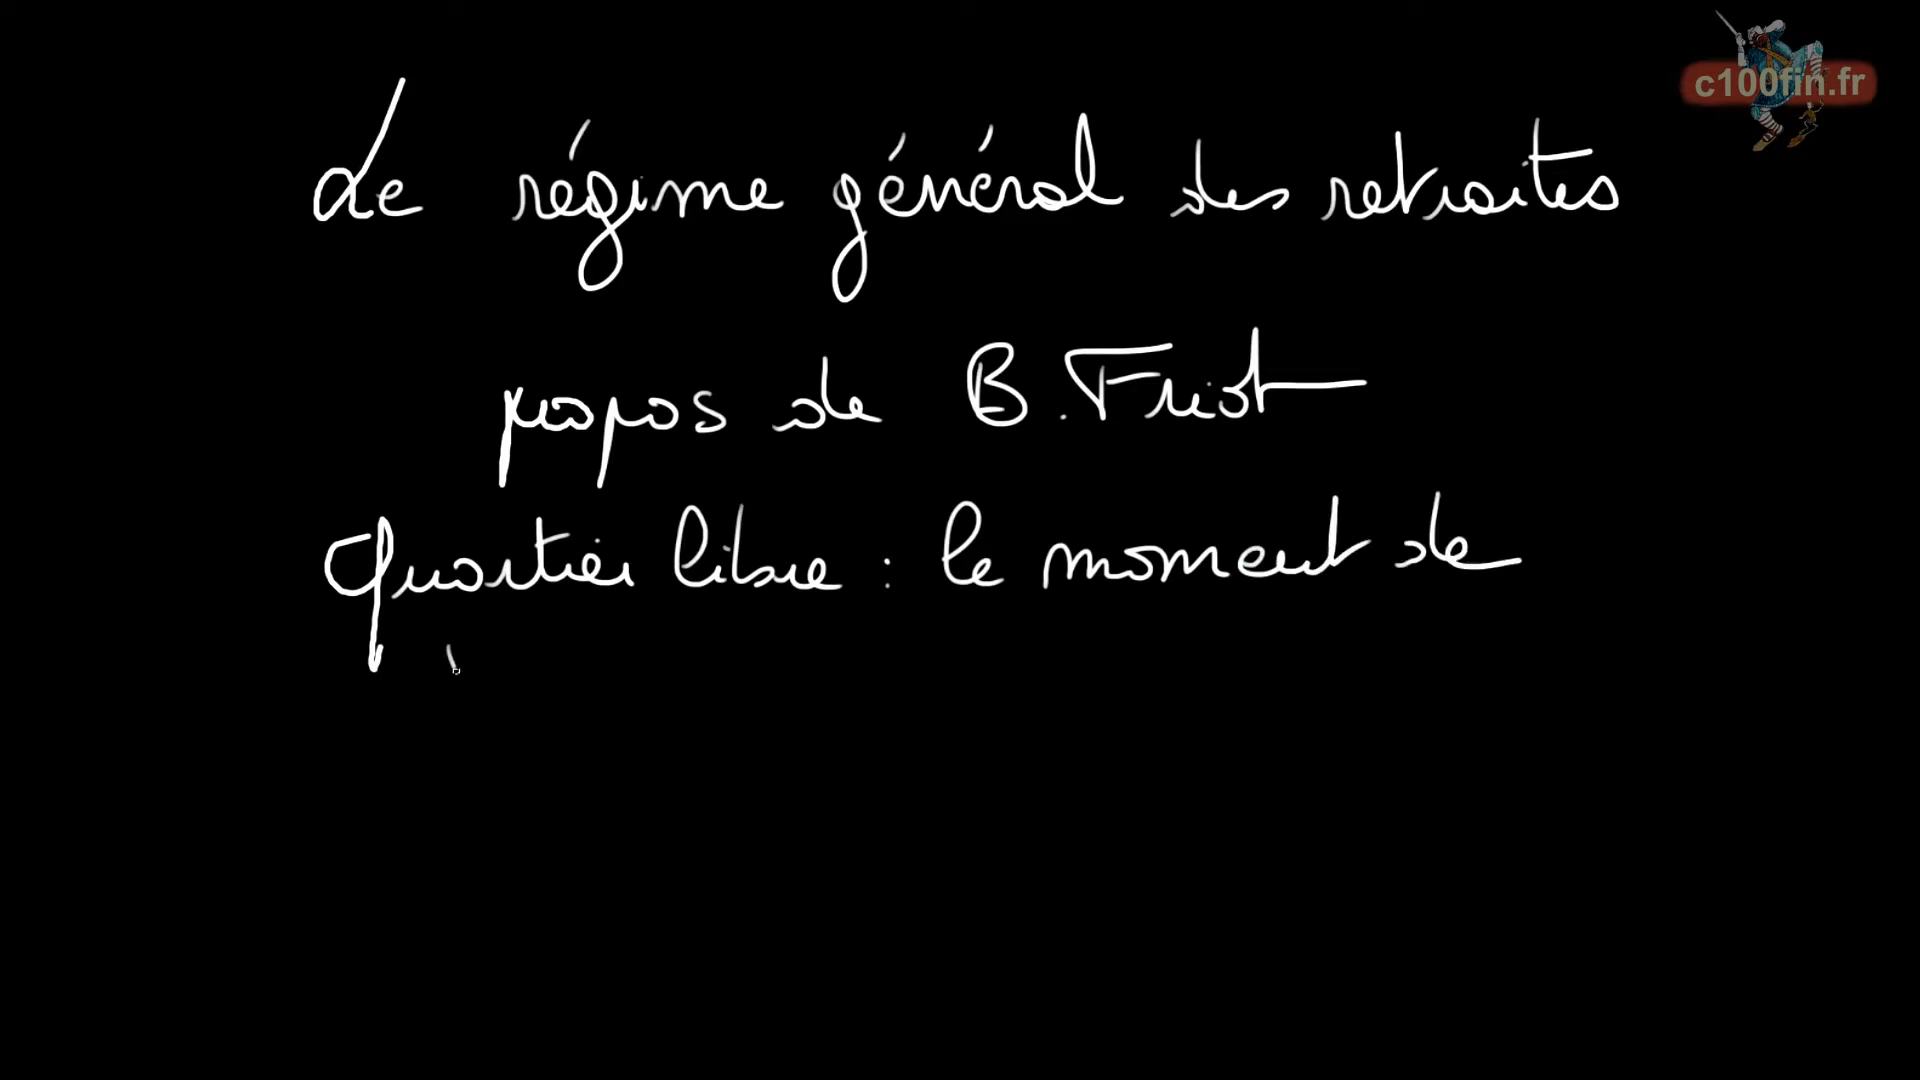 c100fin.fr
Le régime général des retraites
propos de B. Friot
Quartier libre : le moment de